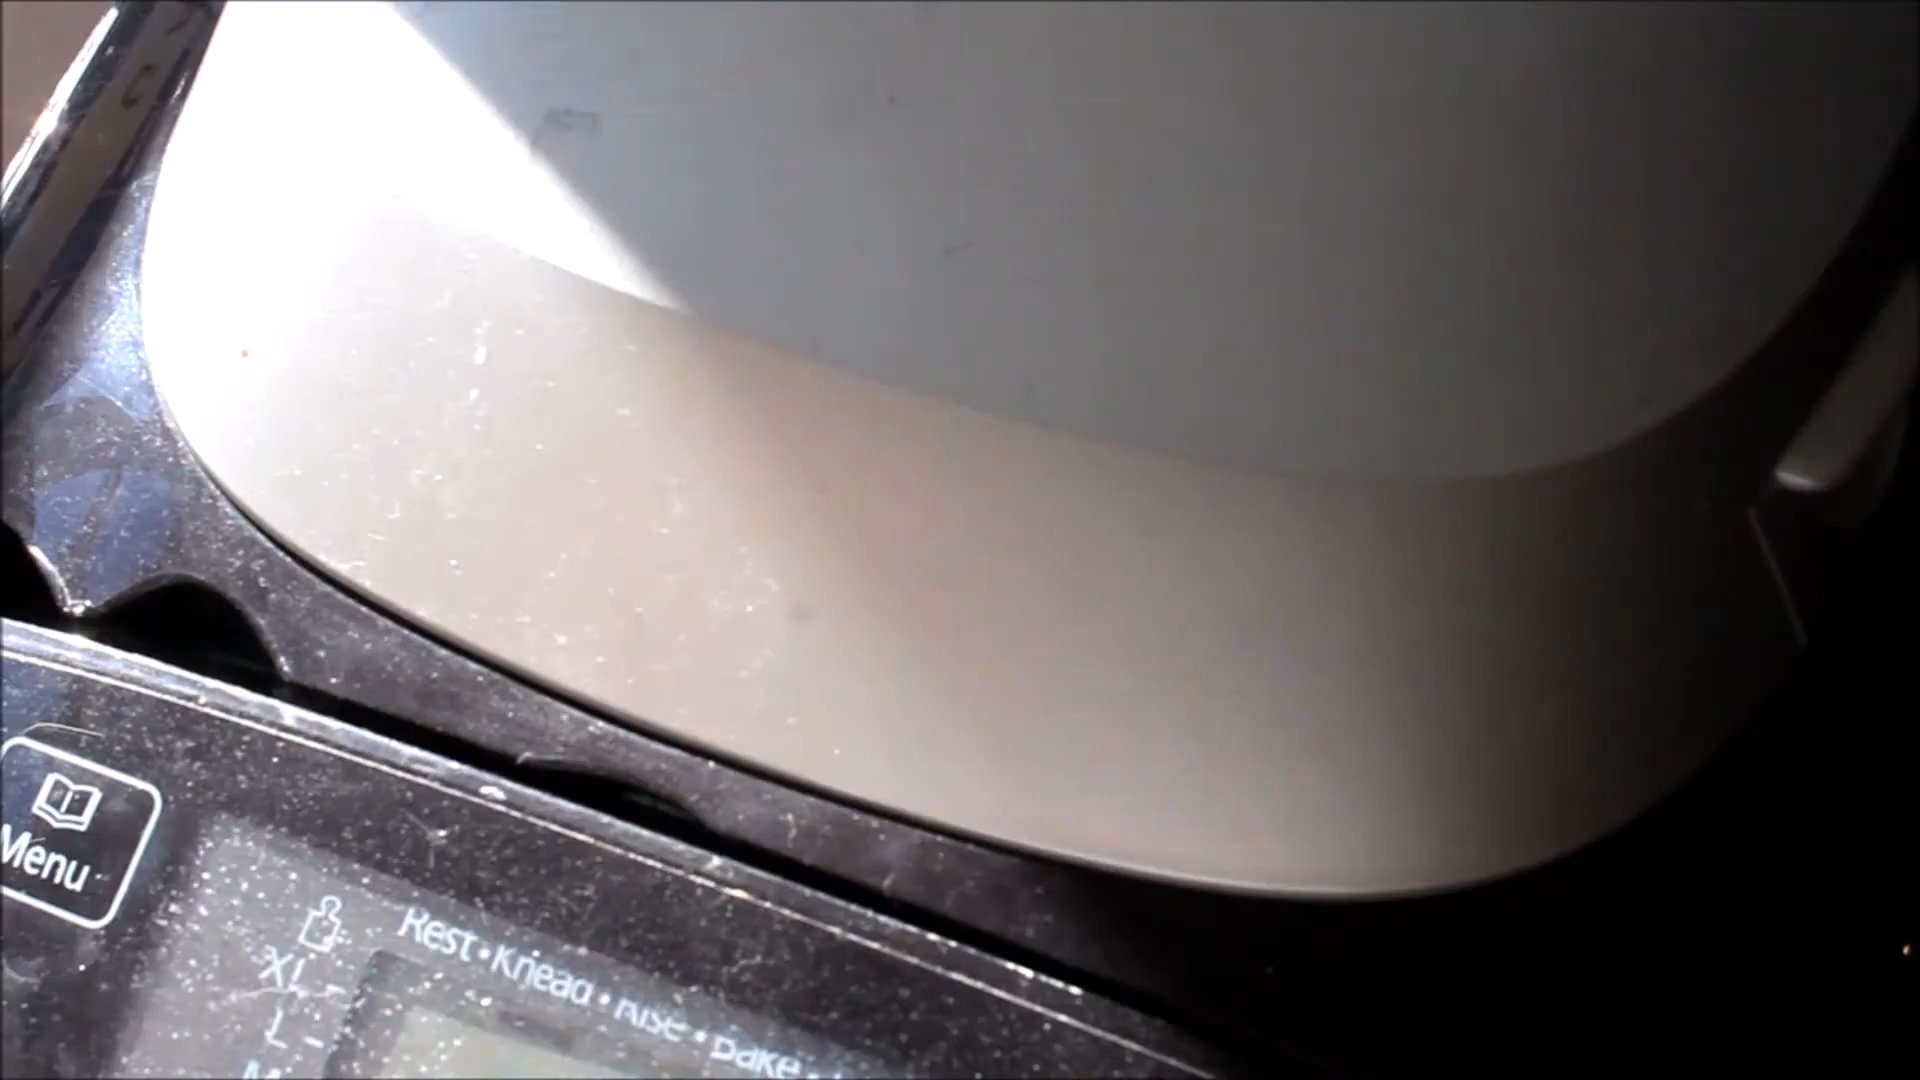 Menu
Rest • Knead • Rise • Bake
XL -
L -
M